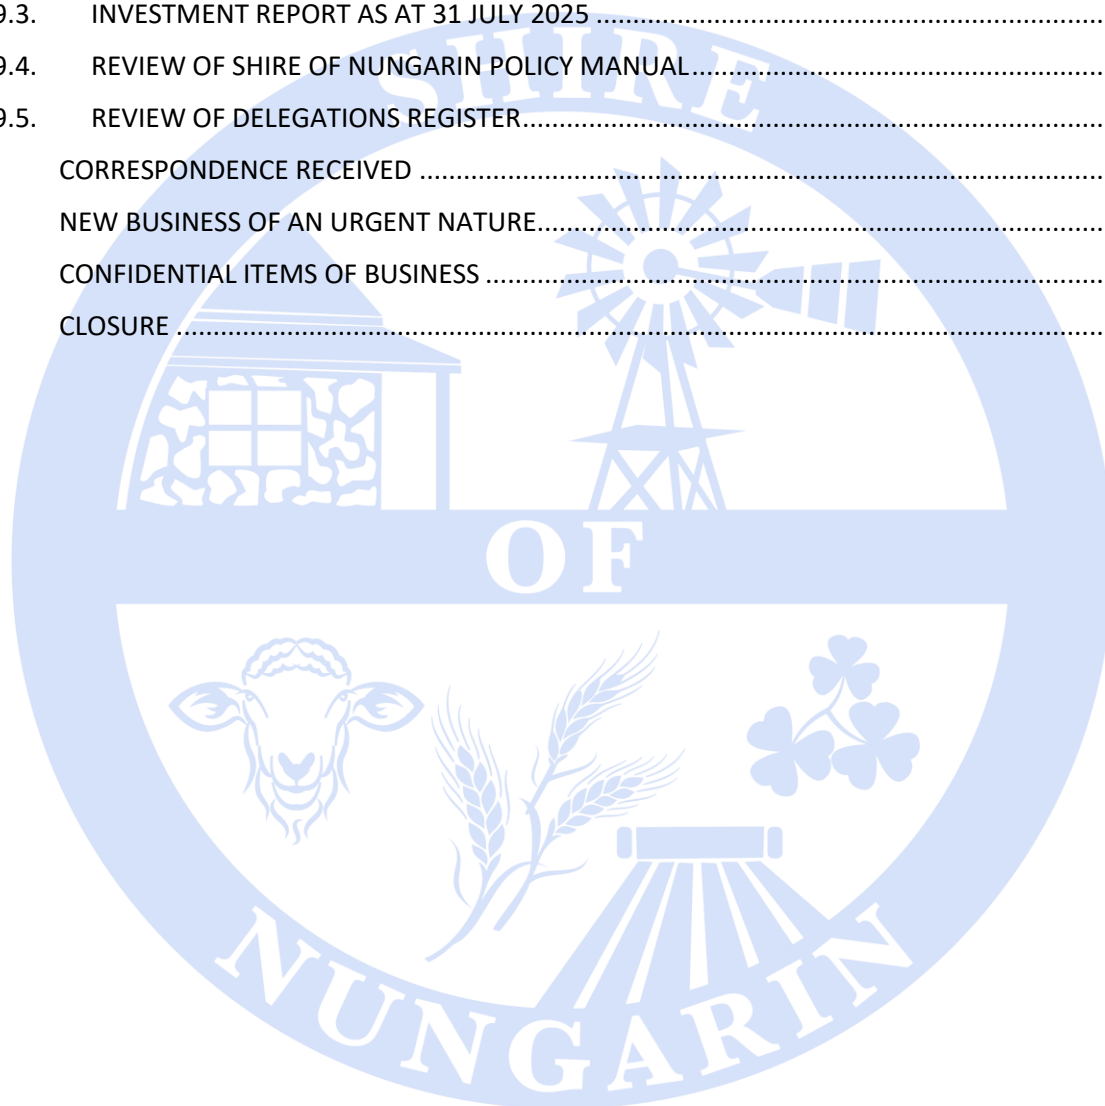 9.3. INVESTMENT REPORT AS AT 31 JULY 2025 ..........................................................................................
9.4. REVIEW OF SHIRE OF NUNGARIN POLICY MANUAL..........................................................................
9.5. REVIEW OF DELEGATIONS REGISTER....................................................................................................
CORRESPONDENCE RECEIVED ........................................................................................................................
NEW BUSINESS OF AN URGENT NATURE.....................................................................................................
CONFIDENTIAL ITEMS OF BUSINESS .............................................................................................................
CLOSURE .............................................................................................................................................................
SHIRE
OF
NUNGARIN